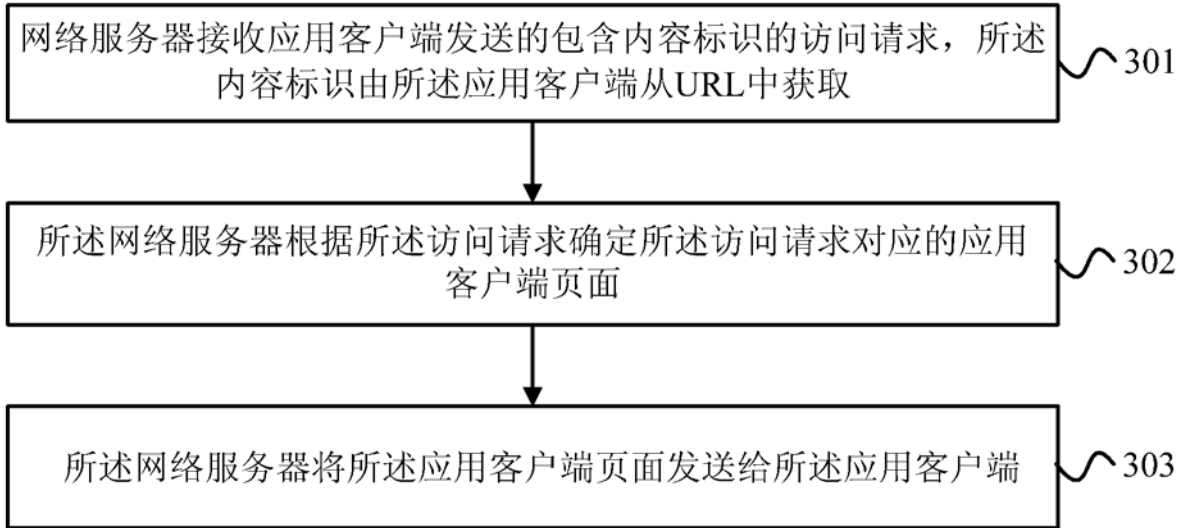 网络服务器接收应用客户端发送的包含内容标识的访问请求，所述
内容标识由所述应用客户端从URL中获取
301
所述网络服务器根据所述访问请求确定所述访问请求对应的应用
客户端页面
302
所述网络服务器将所述应用客户端页面发送给所述应用客户端
303